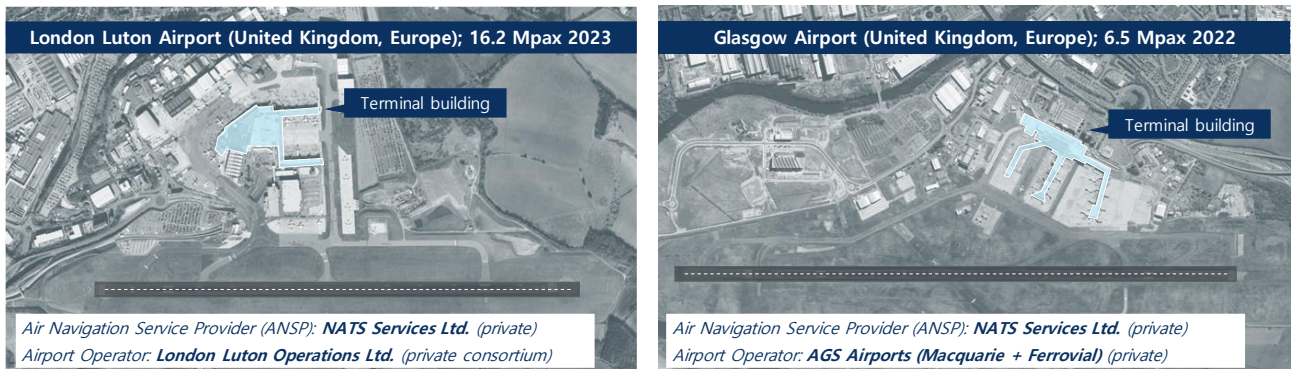 London Luton Airport (United Kingdom, Europe); 16.2 Mpax 2023
Terminal building
Air Navigation Service Provider (ANSP): NATS Services Ltd. (private)
Airport Operator: London Luton Operations Ltd. (private consortium)
Glasgow Airport (United Kingdom, Europe); 6.5 Mpax 2022
Terminal building
Air Navigation Service Provider (ANSP): NATS Services Ltd. (private)
Airport Operator: AGS Airports (Macquarie + Ferrovial) (private)